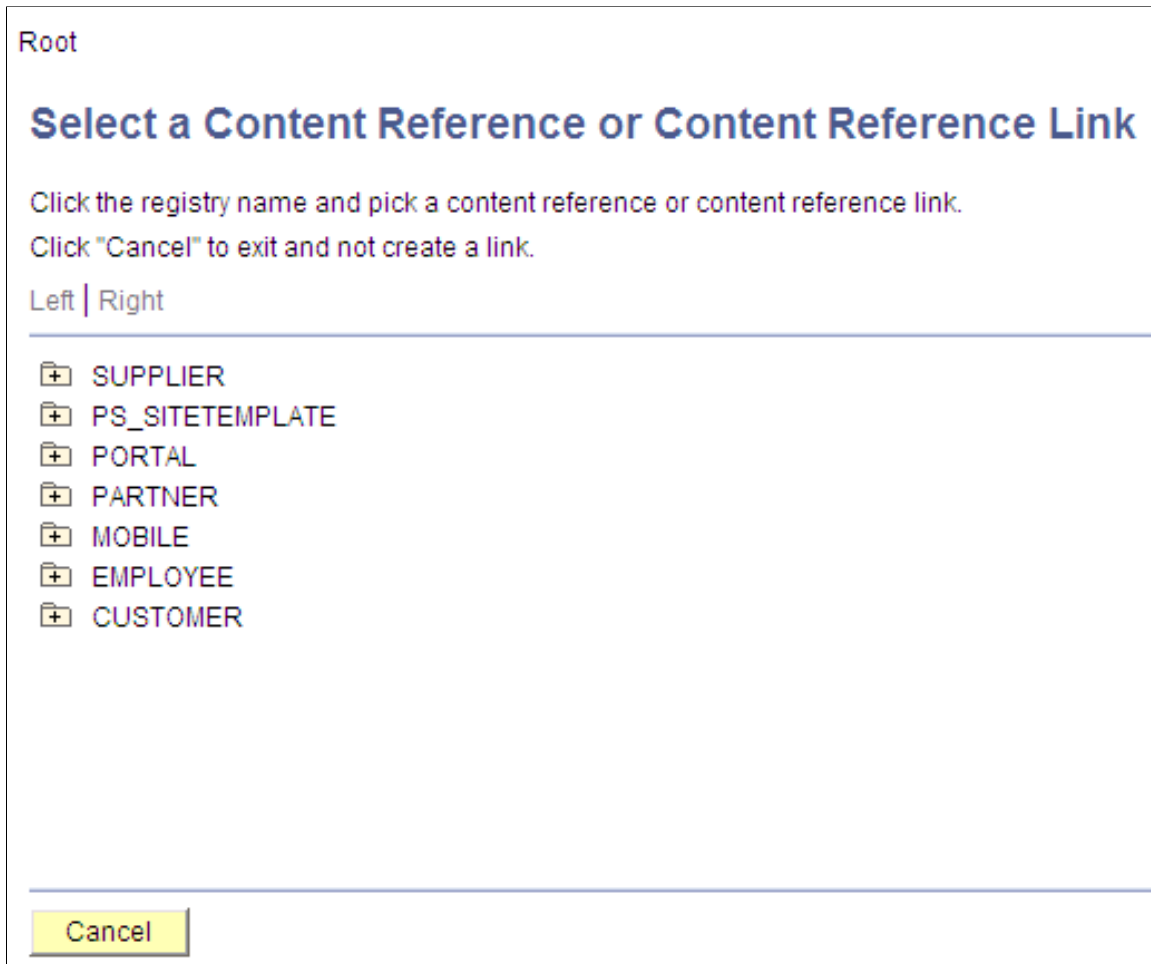 Root
Select a Content Reference or Content Reference Link
Click the registry name and pick a content reference or content reference link.
Click "Cancel" to exit and not create a link.
Left | Right
SUPPLIER
PS_SITETEMPLATE
PORTAL
PARTNER
MOBILE
EMPLOYEE
CUSTOMER
Cancel